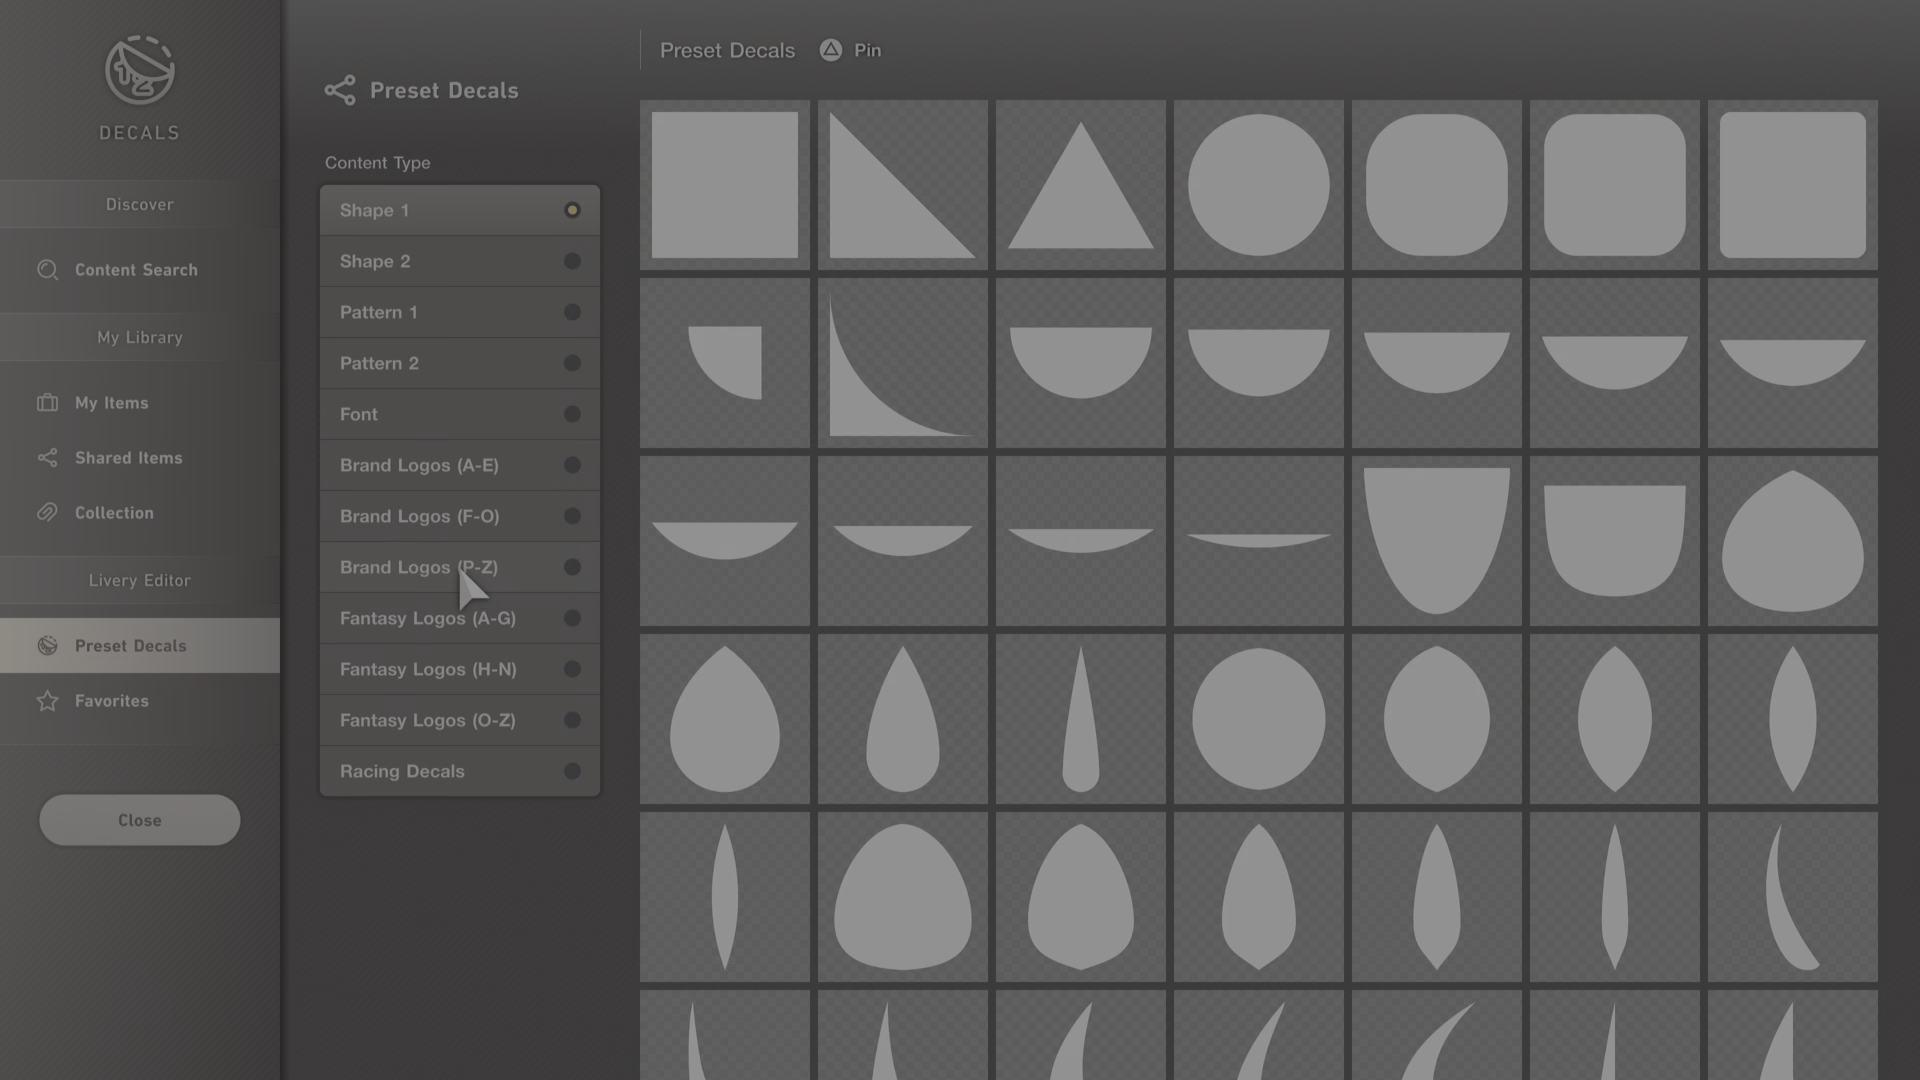 DECALS
Discover
Content Search
My Library
My Items
Shared Items
Collection
Livery Editor
Preset Decals
Favorites
Close
Preset Decals
Content Type
Shape 1
Shape 2
Pattern 1
Pattern 2
Font
Brand Logos (A-E)
Brand Logos (F-O)
Brand Logos (P-Z)
Fantasy Logos (A-G)
Fantasy Logos (H-N)
Fantasy Logos (O-Z)
Racing Decals
Preset Decals Pin